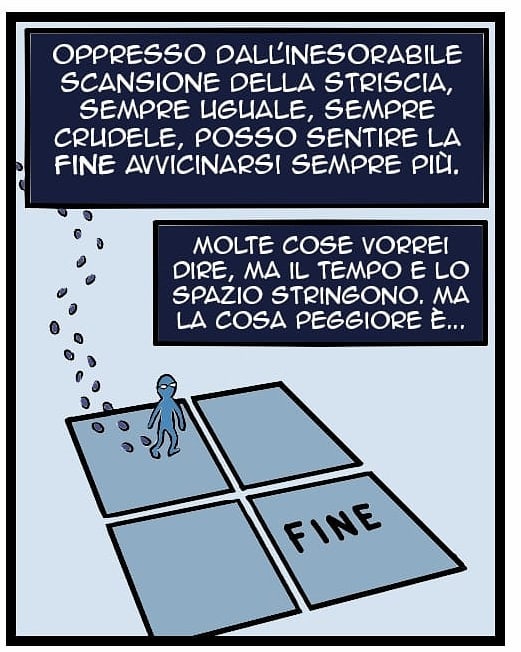 OPPRESSO DALL'INESORABILE
SCANSIONE DELLA STRISCIA,
SEMPRE UGUALE, SEMPRE
CRUDELE, POSSO SENTIRE LA
FINE AVVICINARSI SEMPRE PIÙ.
MOLTE COSE VORREI
DIRE, MA IL TEMPO E LO
SPAZIO STRINGONO. MA
LA COSA PEGGIORE È...
FINE